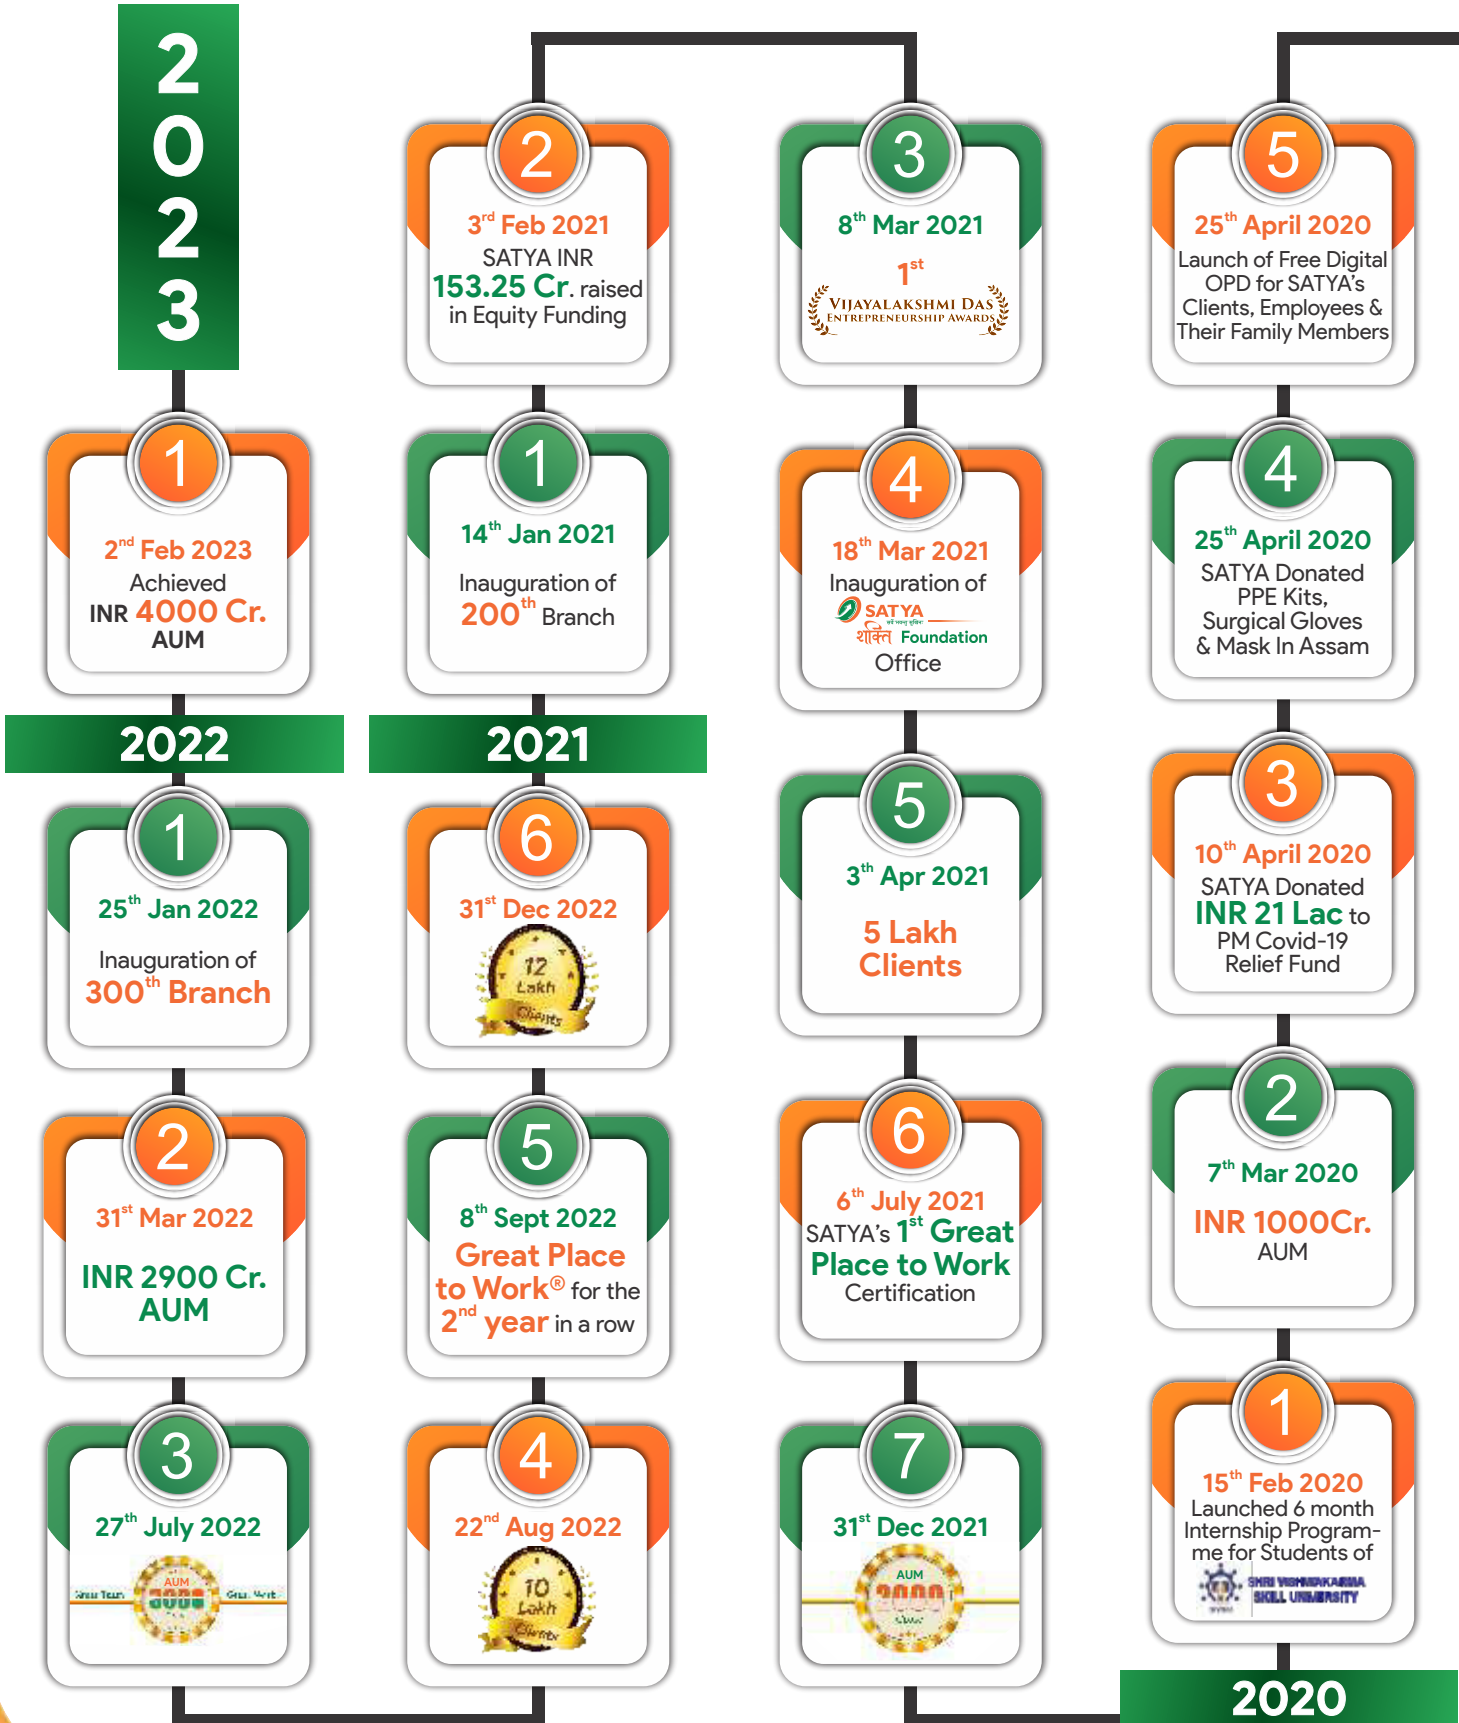 2
0
2
3
1
2nd Feb 2023
Achieved
INR 4000 Cr.
AUM
2022
1
25th Jan 2022
Inauguration of
300th Branch
2
31st Mar 2022
INR 2900 Cr.
AUM
3
27th July 2022
AUM
2
3rd Feb 2021
SATYA INR
153.25 Cr. raised
in Equity Funding
1
14th Jan 2021
Inauguration of
200th Branch
2021
6
31st Dec 2022
12
Lakh
Clients
5
8th Sept 2022
Great Place
to Work® for the
2nd year in a row
4
22nd Aug 2022
10
Lakh
Clients
3
8th Mar 2021
1st
VIJAYALAKSHMI DAS
ENTREPRENEURSHIP AWARDS
4
18th Mar 2021
Inauguration of
SATYA
शक्ति Foundation
Office
5
3th Apr 2021
5 Lakh
Clients
6
6th July 2021
SATYA's 1st Great
Place to Work
Certification
7
31st Dec 2021
AUM
5
25th April 2020
Launch of Free Digital
OPD for SATYA's
Clients, Employees &
Their Family Members
4
25th April 2020
SATYA Donated
PPE Kits,
Surgical Gloves
& Mask In Assam
3
10th April 2020
SATYA Donated
INR 21 Lac to
PM Covid-19
Relief Fund
2
7th Mar 2020
INR 1000Cr.
AUM
1
15th Feb 2020
Launched 6 month
Internship Program-
me for Students of
SHRI VISHWAKARMA
SKILL UNIVERSITY
2020